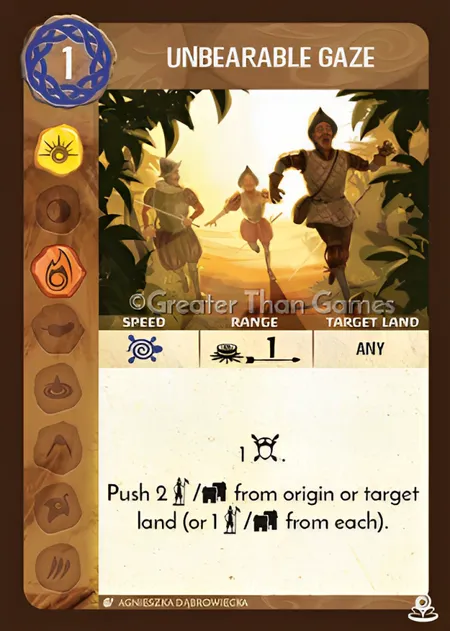 1
UNBEARABLE GAZE
©Greater Than Games
SPEED RANGE TARGET LAND
1 ANY
1 .
Push 2 / from origin or target
land (or 1 / from each).
AGNIESZKA DĄBROWIECKA